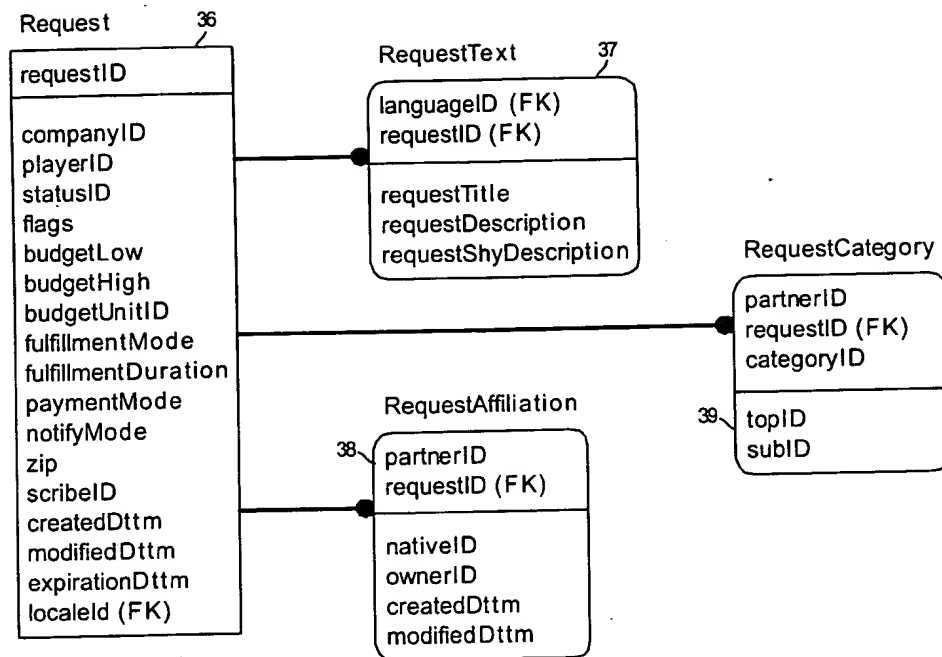 Request
36
requestID
companyID
playerID
statusID
flags
budgetLow
budgetHigh
budgetUnitID
fulfillmentMode
fulfillmentDuration
paymentMode
notifyMode
zip
scribeID
createdDttm
modifiedDttm
expirationDttm
localeId (FK)
RequestText
37
languageID (FK)
requestID (FK)
requestTitle
requestDescription
requestShyDescription
RequestCategory
partnerID
requestID (FK)
categoryID
39
topID
subID
RequestAffiliation
38
partnerID
requestID (FK)
nativeID
ownerID
createdDttm
modifiedDttm